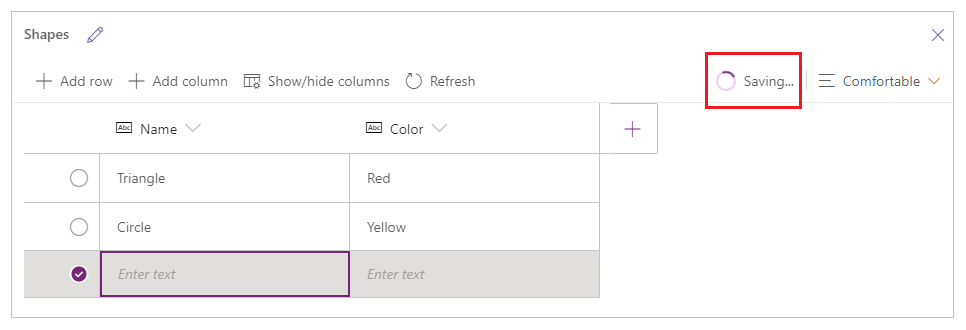 Shapes
Add row Add column Show/hide columns Refresh Saving... Comfortable
Abc Name Abc Color
Triangle Red
Circle Yellow
Enter text Enter text